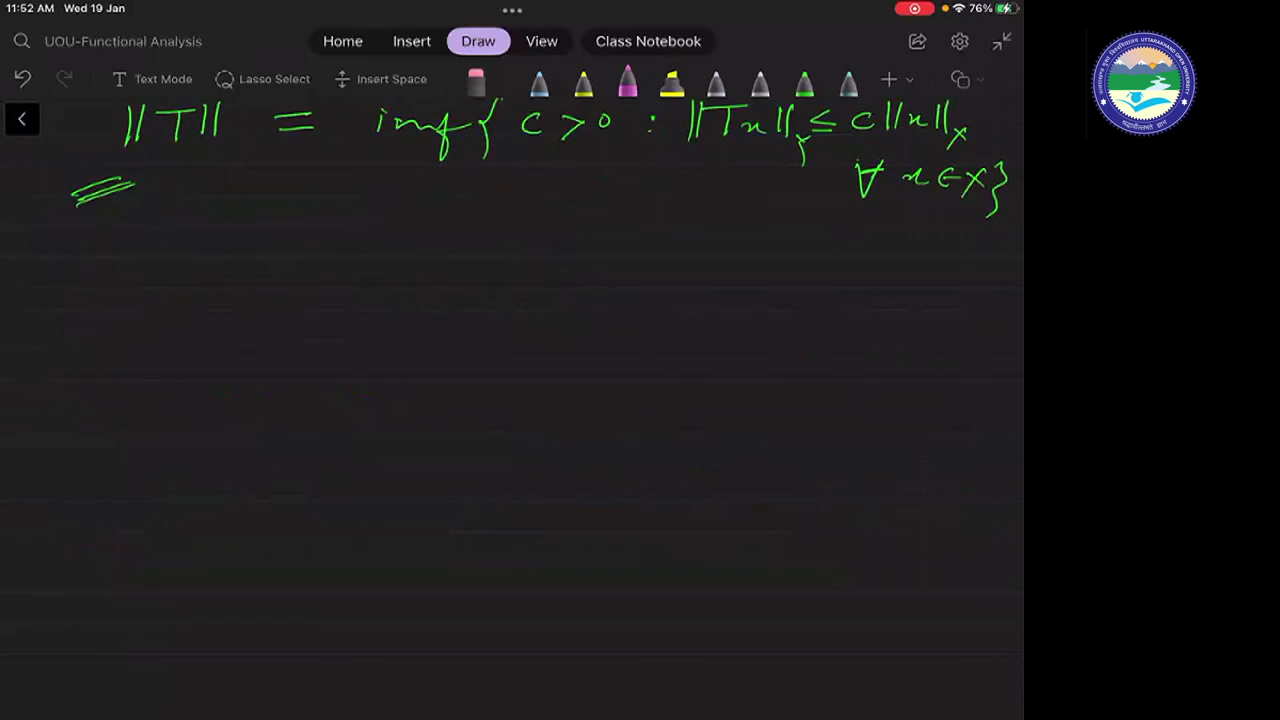 11:52 AM Wed 19 Jan
76%
UOU-Functional Analysis
Home Insert Draw View Class Notebook
Text Mode Lasso Select Insert Space
||T|| = inf{ c > 0 : ||Tx||_Y ≤ c||x||_X
∀ x ∈ X}